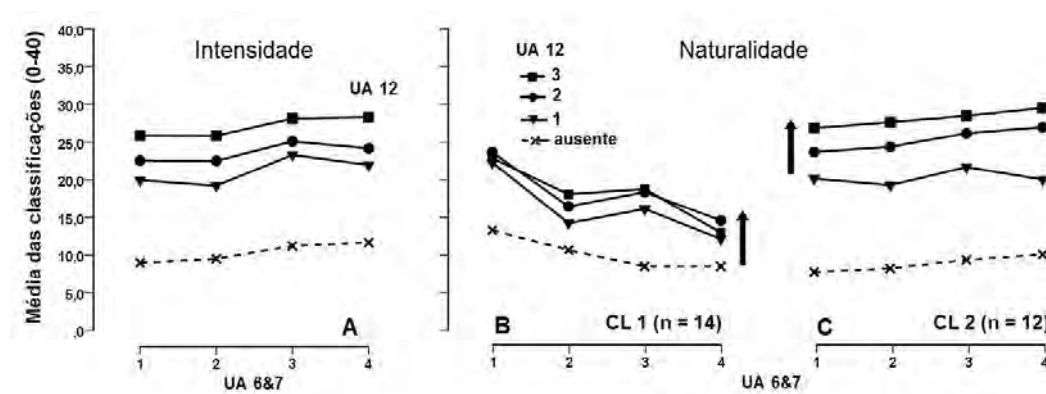 Média das classificações (0-40)
40,0
35,0
30,0
25,0
20,0
15,0
10,0
5,0
,0
Intensidade
UA 12
A
1 2 3 4
UA 6&7
Naturalidade
UA 12
3
2
1
ausente
B
CL 1 (n = 14)
1 2 3 4
C
CL 2 (n = 12)
1 2 3 4
UA 6&7